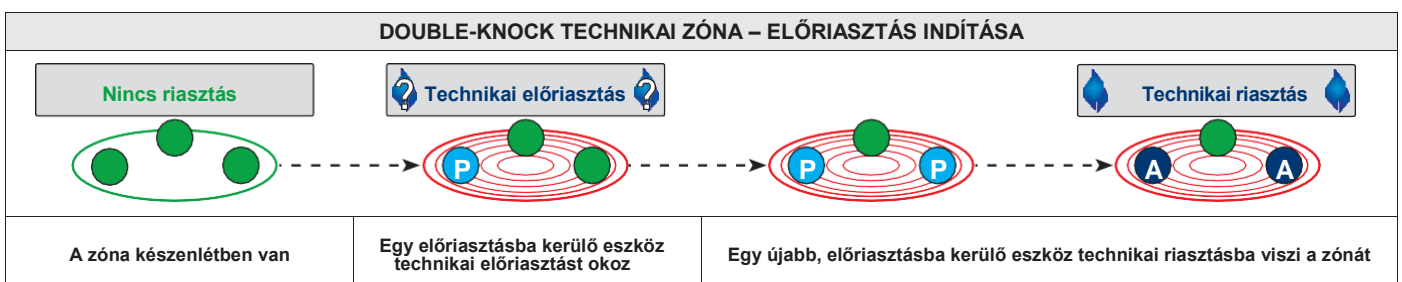 DOUBLE-KNOCK TECHNIKAI ZÓNA – ELŐRIASZTÁS INDÍTÁSA
Nincs riasztás
? Technikai előriasztás ?
Technikai riasztás
P
P
P
A
A
A zóna készenlétben van
Egy előriasztásba kerülő eszköz
technikai előriasztást okoz
Egy újabb, előriasztásba kerülő eszköz technikai riasztásba viszi a zónát